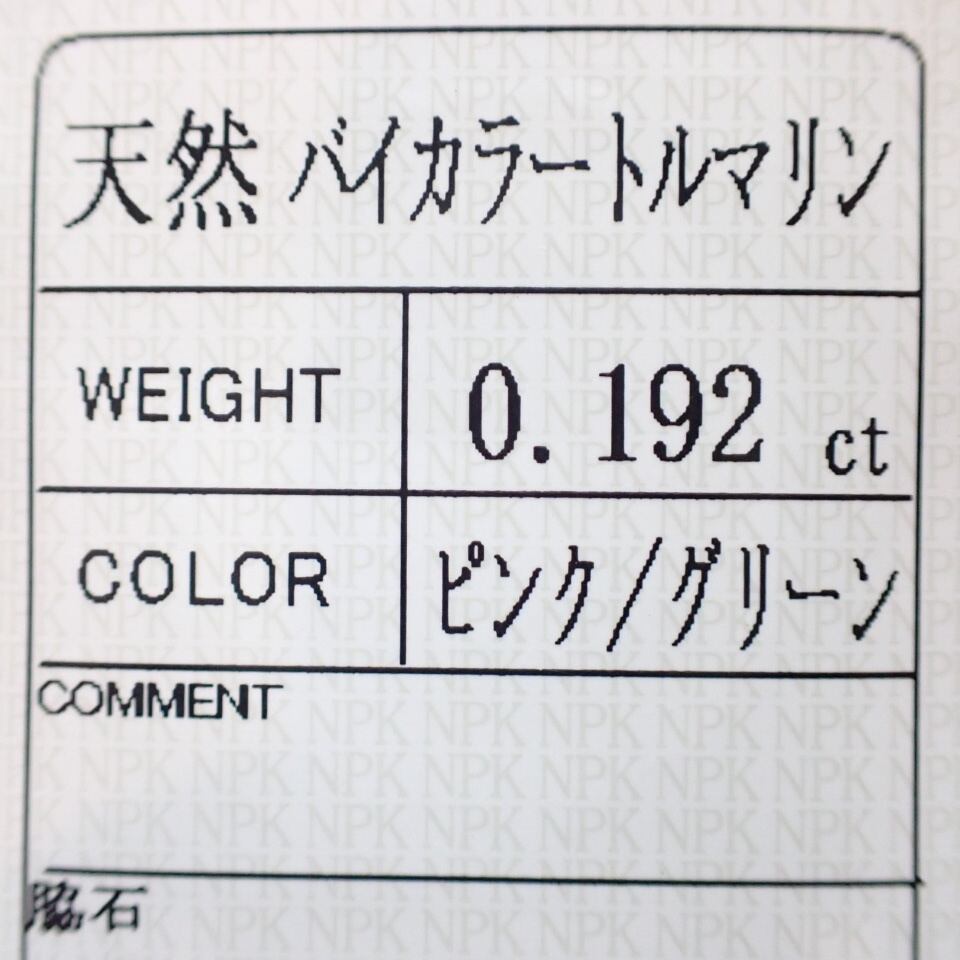 天然 バイカラートルマリン
WEIGHT 0.192 ct
COLOR ピンク/グリーン
COMMENT
脇石